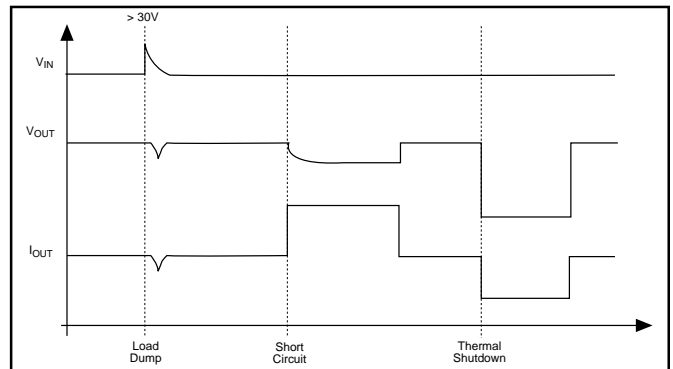 > 30V
VIN
VOUT
IOUT
Load
Dump
Short
Circuit
Thermal
Shutdown